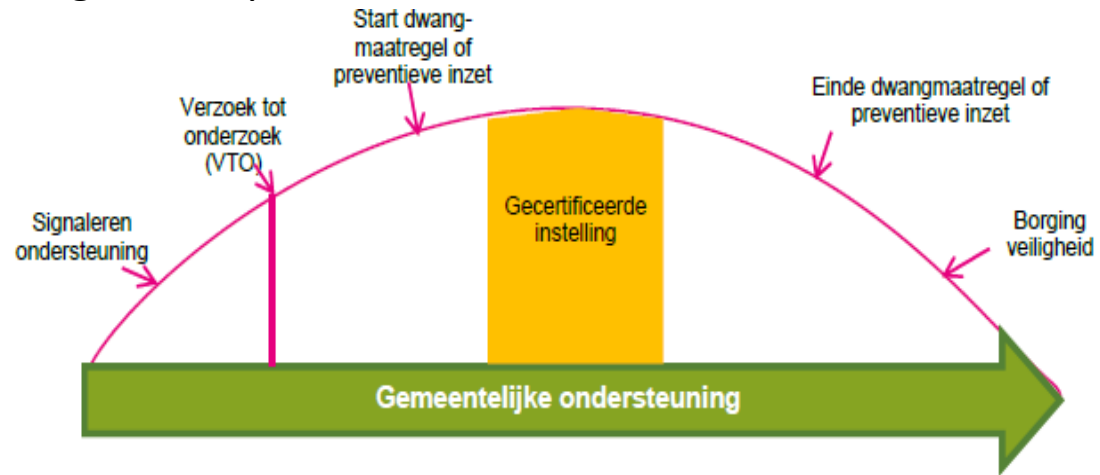 Start dwang-
maatregel of
preventieve inzet
Verzoek tot
onderzoek
(VTO)
Signaleren
ondersteuning
Gecertificeerde
instelling
Einde dwangmaatregel of
preventieve inzet
Borging
veiligheid
Gemeentelijke ondersteuning